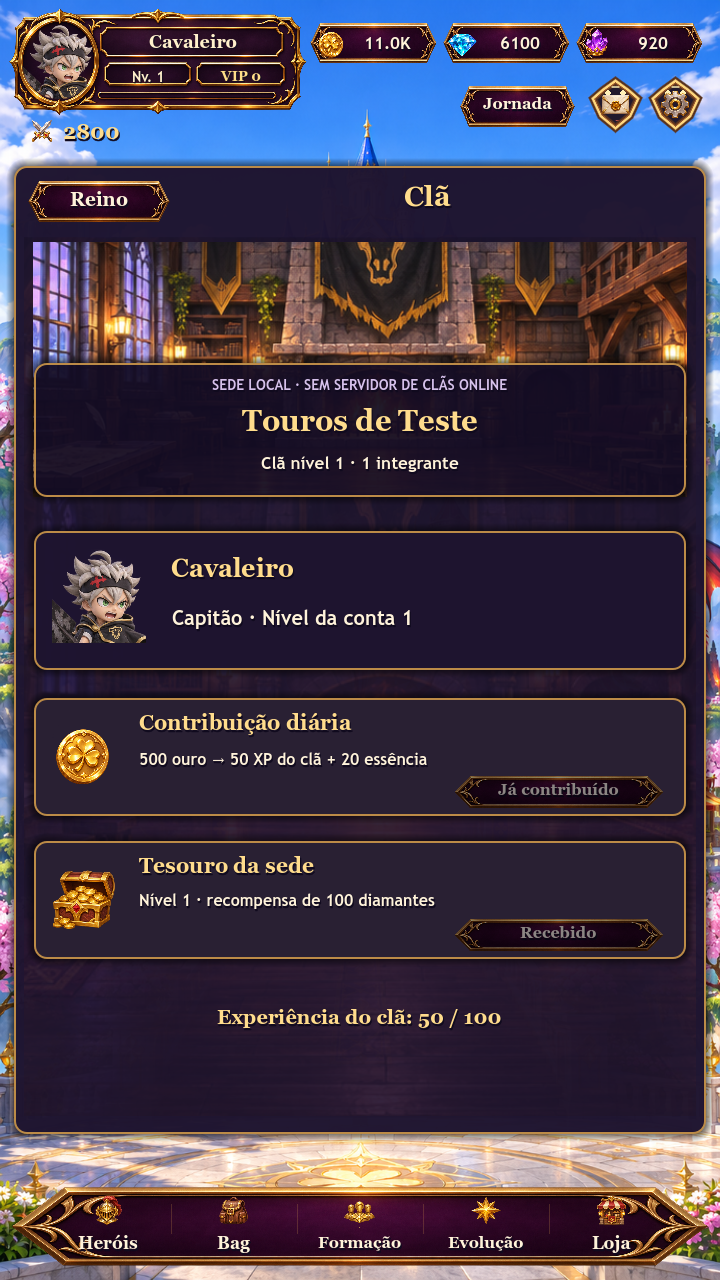 Cavaleiro
Nv. 1
VIP 0
11.0K
6100
920
2800
Jornada
Reino
Clã
SEDE LOCAL · SEM SERVIDOR DE CLÃS ONLINE
Touros de Teste
Clã nível 1 · 1 integrante
Cavaleiro
Capitão · Nível da conta 1
Contribuição diária
500 ouro → 50 XP do clã + 20 essência
Já contribuído
Tesouro da sede
Nível 1 · recompensa de 100 diamantes
Recebido
Experiência do clã: 50 / 100
Heróis
Bag
Formação
Evolução
Loja